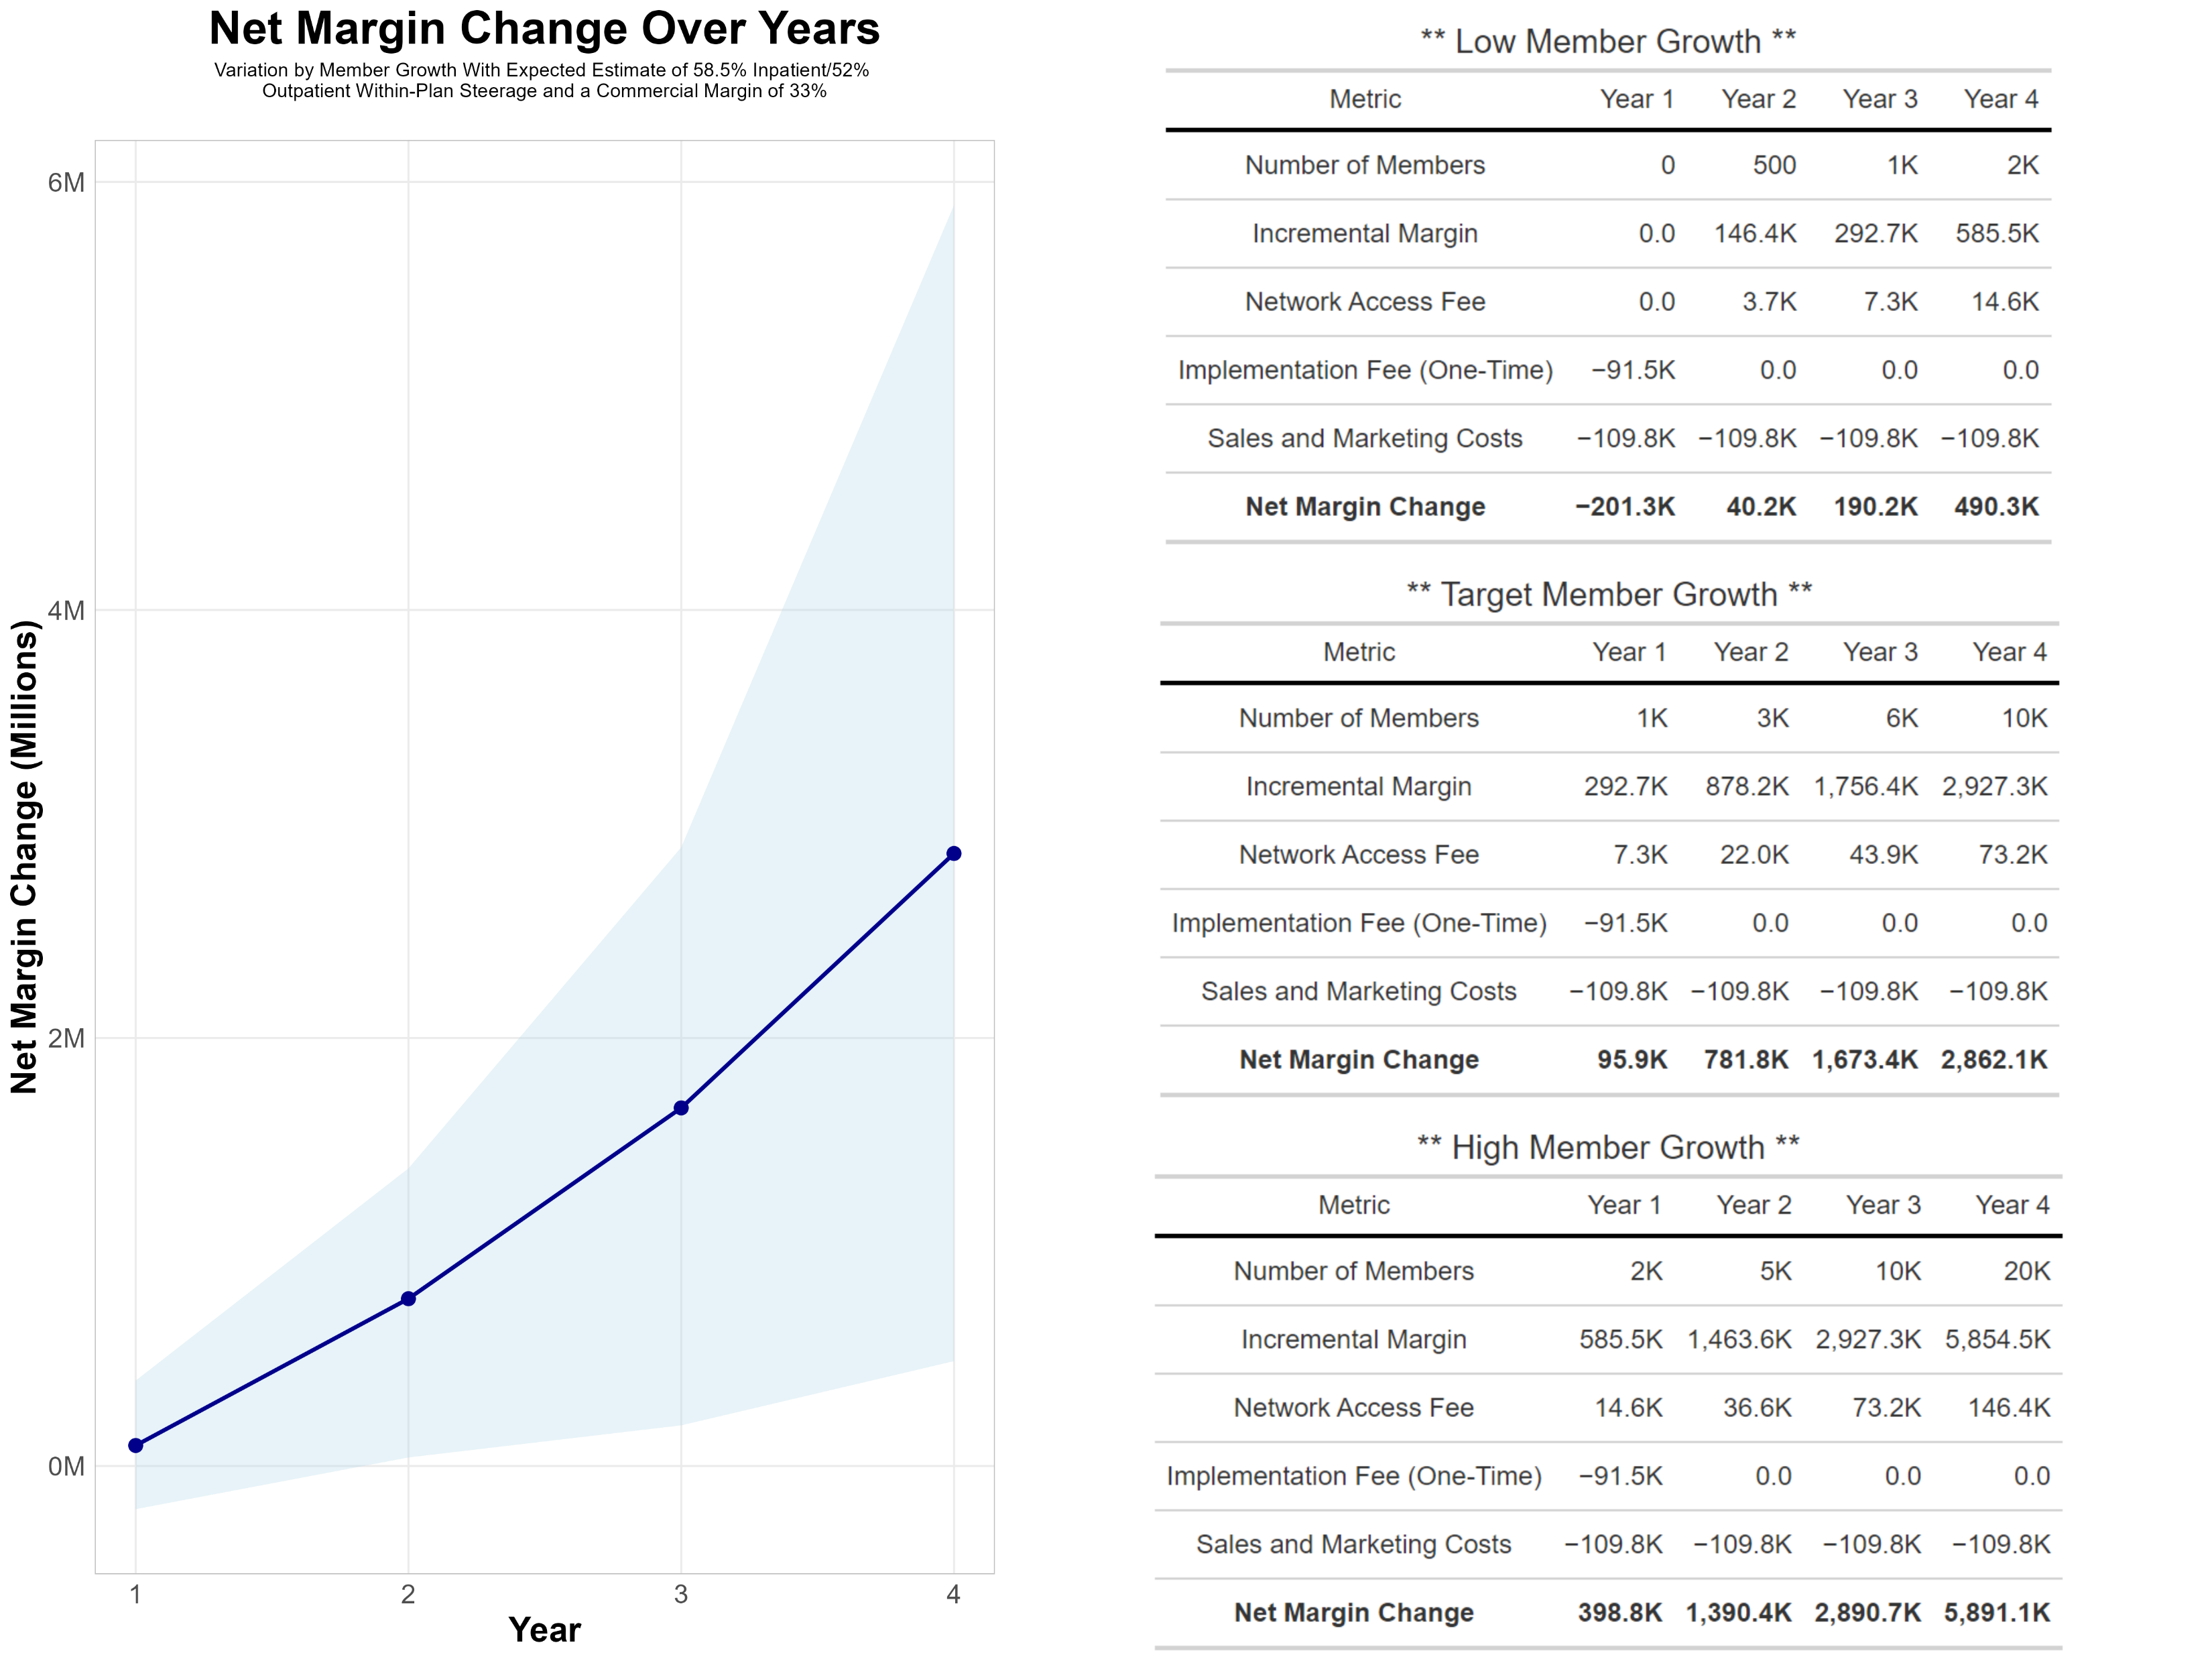 Net Margin Change Over Years
Variation by Member Growth With Expected Estimate of 58.5% Inpatient/52%
Outpatient Within-Plan Steerage and a Commercial Margin of 33%
Net Margin Change (Millions)
6M
4M
2M
0M
1 2 3 4
Year
** Low Member Growth **
Metric Year 1 Year 2 Year 3 Year 4
Number of Members 0 500 1K 2K
Incremental Margin 0.0 146.4K 292.7K 585.5K
Network Access Fee 0.0 3.7K 7.3K 14.6K
Implementation Fee (One-Time) −91.5K 0.0 0.0 0.0
Sales and Marketing Costs −109.8K −109.8K −109.8K −109.8K
Net Margin Change −201.3K 40.2K 190.2K 490.3K
** Target Member Growth **
Metric Year 1 Year 2 Year 3 Year 4
Number of Members 1K 3K 6K 10K
Incremental Margin 292.7K 878.2K 1,756.4K 2,927.3K
Network Access Fee 7.3K 22.0K 43.9K 73.2K
Implementation Fee (One-Time) −91.5K 0.0 0.0 0.0
Sales and Marketing Costs −109.8K −109.8K −109.8K −109.8K
Net Margin Change 95.9K 781.8K 1,673.4K 2,862.1K
** High Member Growth **
Metric Year 1 Year 2 Year 3 Year 4
Number of Members 2K 5K 10K 20K
Incremental Margin 585.5K 1,463.6K 2,927.3K 5,854.5K
Network Access Fee 14.6K 36.6K 73.2K 146.4K
Implementation Fee (One-Time) −91.5K 0.0 0.0 0.0
Sales and Marketing Costs −109.8K −109.8K −109.8K −109.8K
Net Margin Change 398.8K 1,390.4K 2,890.7K 5,891.1K